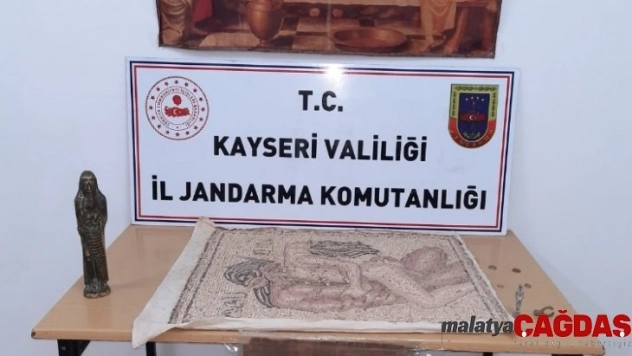 T.C.
KAYSERİ VALİLİĞİ
İL JANDARMA KOMUTANLIĞI
malatyaÇAĞDAŞ